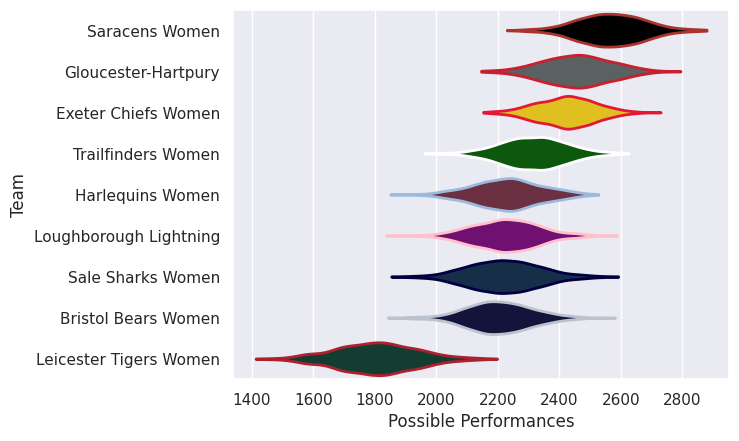 Saracens Women
Gloucester-Hartpury
Exeter Chiefs Women
Trailfinders Women
Harlequins Women
Loughborough Lightning
Sale Sharks Women
Bristol Bears Women
Leicester Tigers Women
Team
1400 1600 1800 2000 2200 2400 2600 2800
Possible Performances